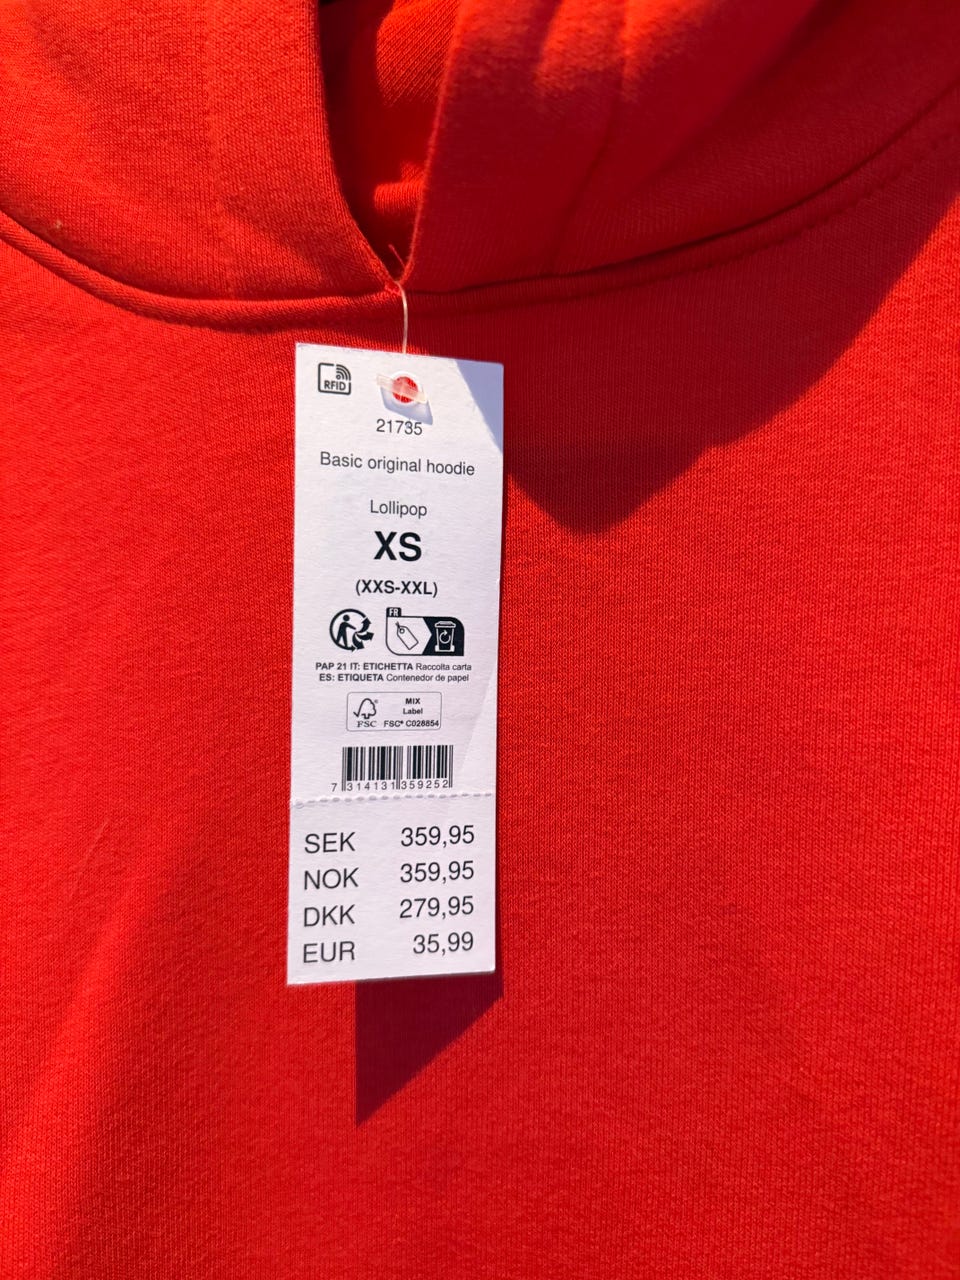 RFID
21735
Basic original hoodie
Lollipop
XS
(XXS-XXL)
FR
PAP 21 IT: ETICHETTA Raccolta carta
ES: ETIQUETA Contenedor de papel
MIX
Label
FSC FSC® C028854
7 314131 359252
SEK 359,95
NOK 359,95
DKK 279,95
EUR 35,99